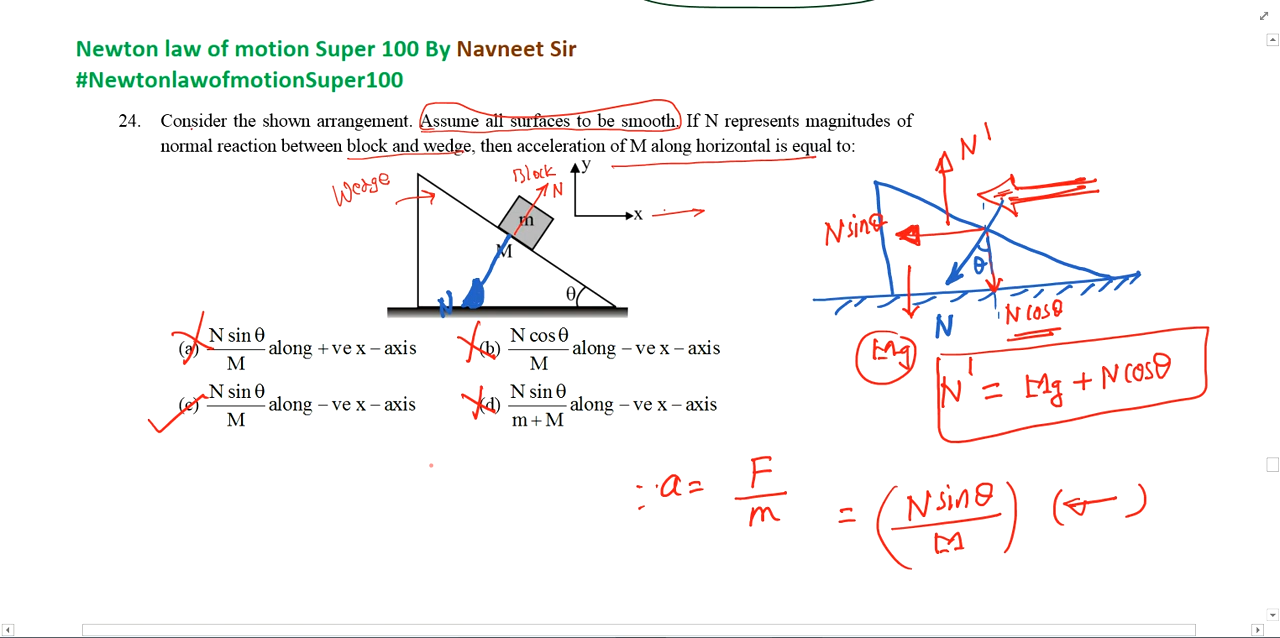 Newton law of motion Super 100 By Navneet Sir
#NewtonlawofmotionSuper100
24. Consider the shown arrangement. Assume all surfaces to be smooth. If N represents magnitudes of
normal reaction between block and wedge, then acceleration of M along horizontal is equal to:
Wedge
Block
N
y
x
m
M
N
θ
N'
N sinθ
θ
N
N cosθ
Mg
N' = Mg + N cosθ
(a) N sin θ / M along +ve x – axis
(b) N cos θ / M along – ve x – axis
(c) N sin θ / M along – ve x – axis
(d) N sin θ / m + M along – ve x – axis
∵ a = F / m = (N sinθ / M) (←)